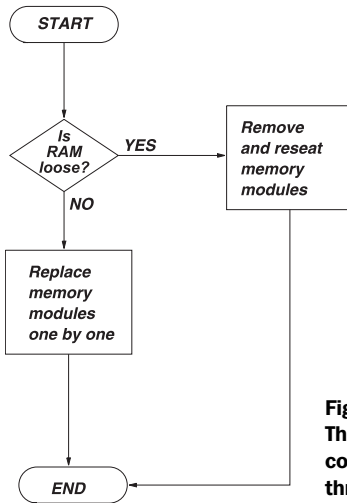 START
Is
RAM
loose?
YES
Remove
and reseat
memory
modules
NO
Replace
memory
modules
one by one
END
Fig
Th
co
thr